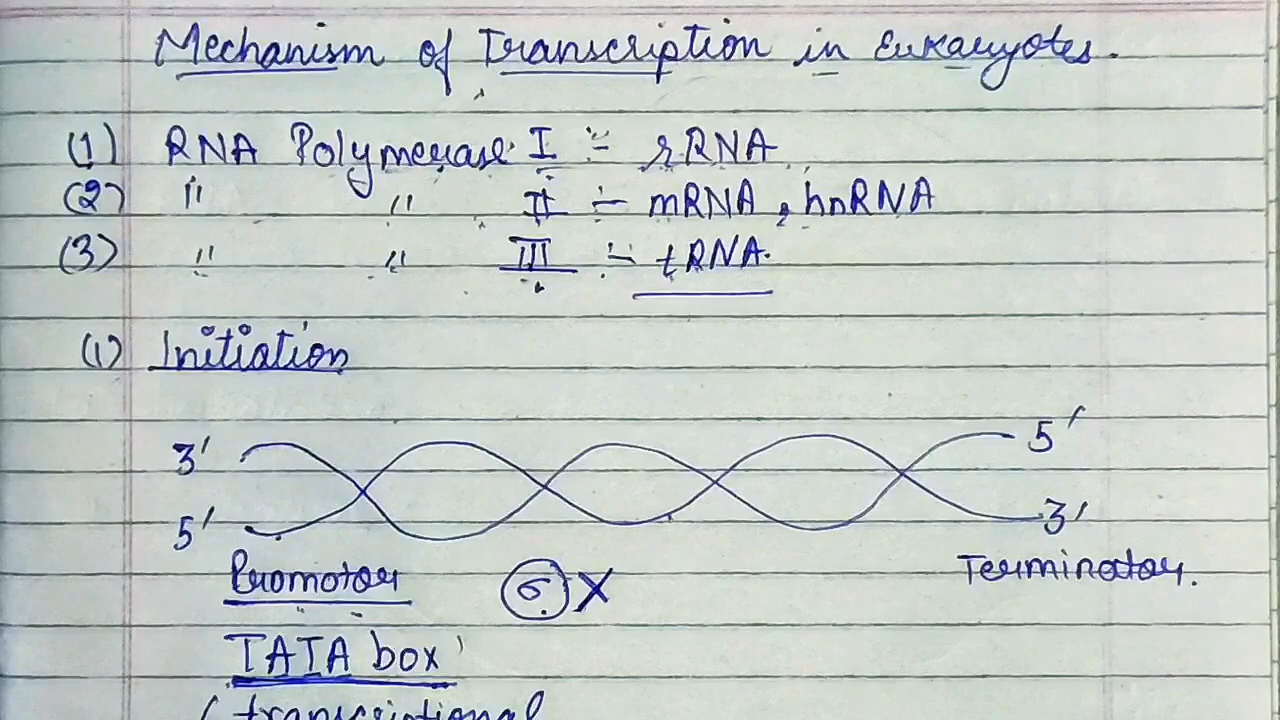 Mechanism of Transcription in Eukaryotes.
(1) RNA Polymerase I :- rRNA
(2) " " II :- mRNA, hnRNA
(3) " " III :- tRNA.
(1) Initiation
3' 5'
5' 3'
Promotor σ X Terminator.
TATA box
(transcriptional